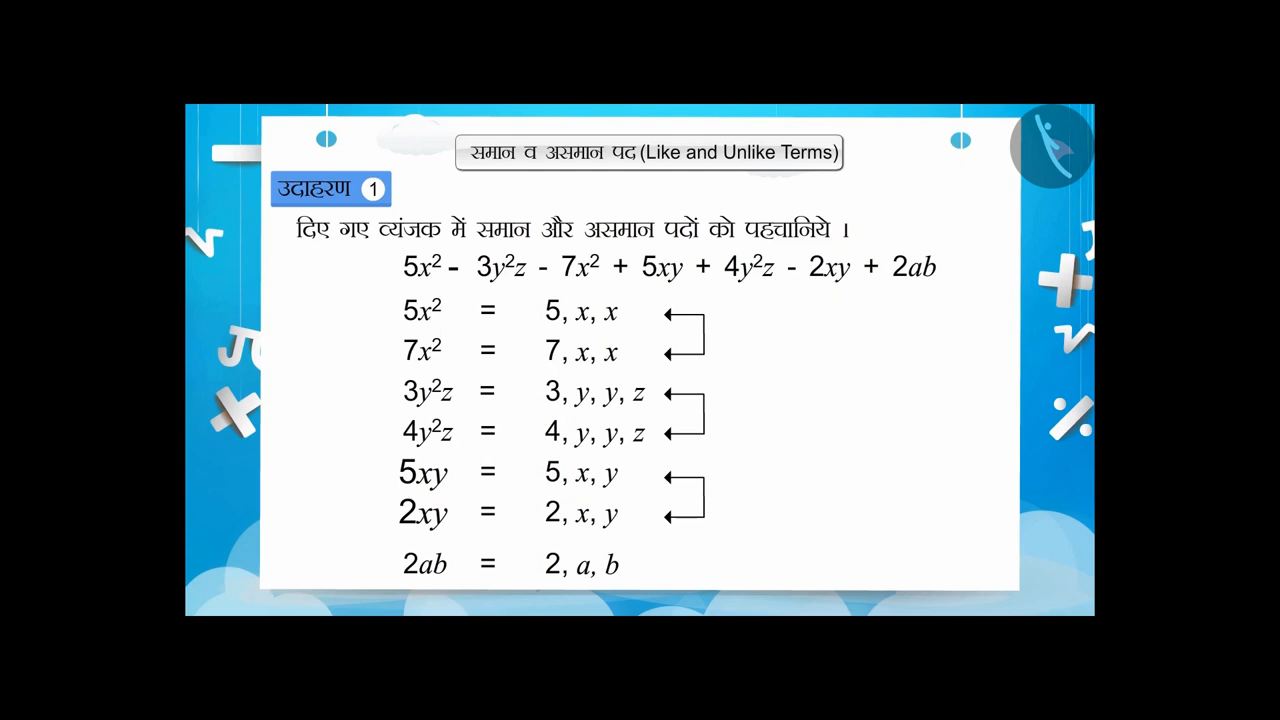 समान व असमान पद (Like and Unlike Terms)
उदाहरण 1
दिए गए व्यंजक में समान और असमान पदों को पहचानिये ।
5x² - 3y²z - 7x² + 5xy + 4y²z - 2xy + 2ab
5x² = 5, x, x
7x² = 7, x, x
3y²z = 3, y, y, z
4y²z = 4, y, y, z
5xy = 5, x, y
2xy = 2, x, y
2ab = 2, a, b